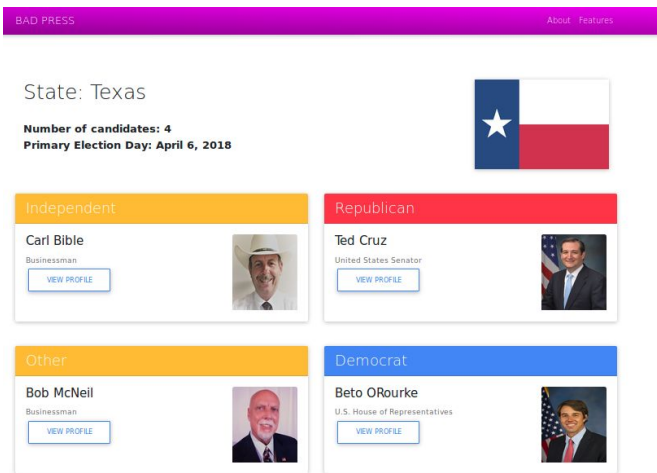 BAD PRESS
About Features
State: Texas
Number of candidates: 4
Primary Election Day: April 6, 2018
Independent
Carl Bible
Businessman
VIEW PROFILE
Republican
Ted Cruz
United States Senator
VIEW PROFILE
Other
Bob McNeil
Businessman
VIEW PROFILE
Democrat
Beto ORourke
U.S. House of Representatives
VIEW PROFILE